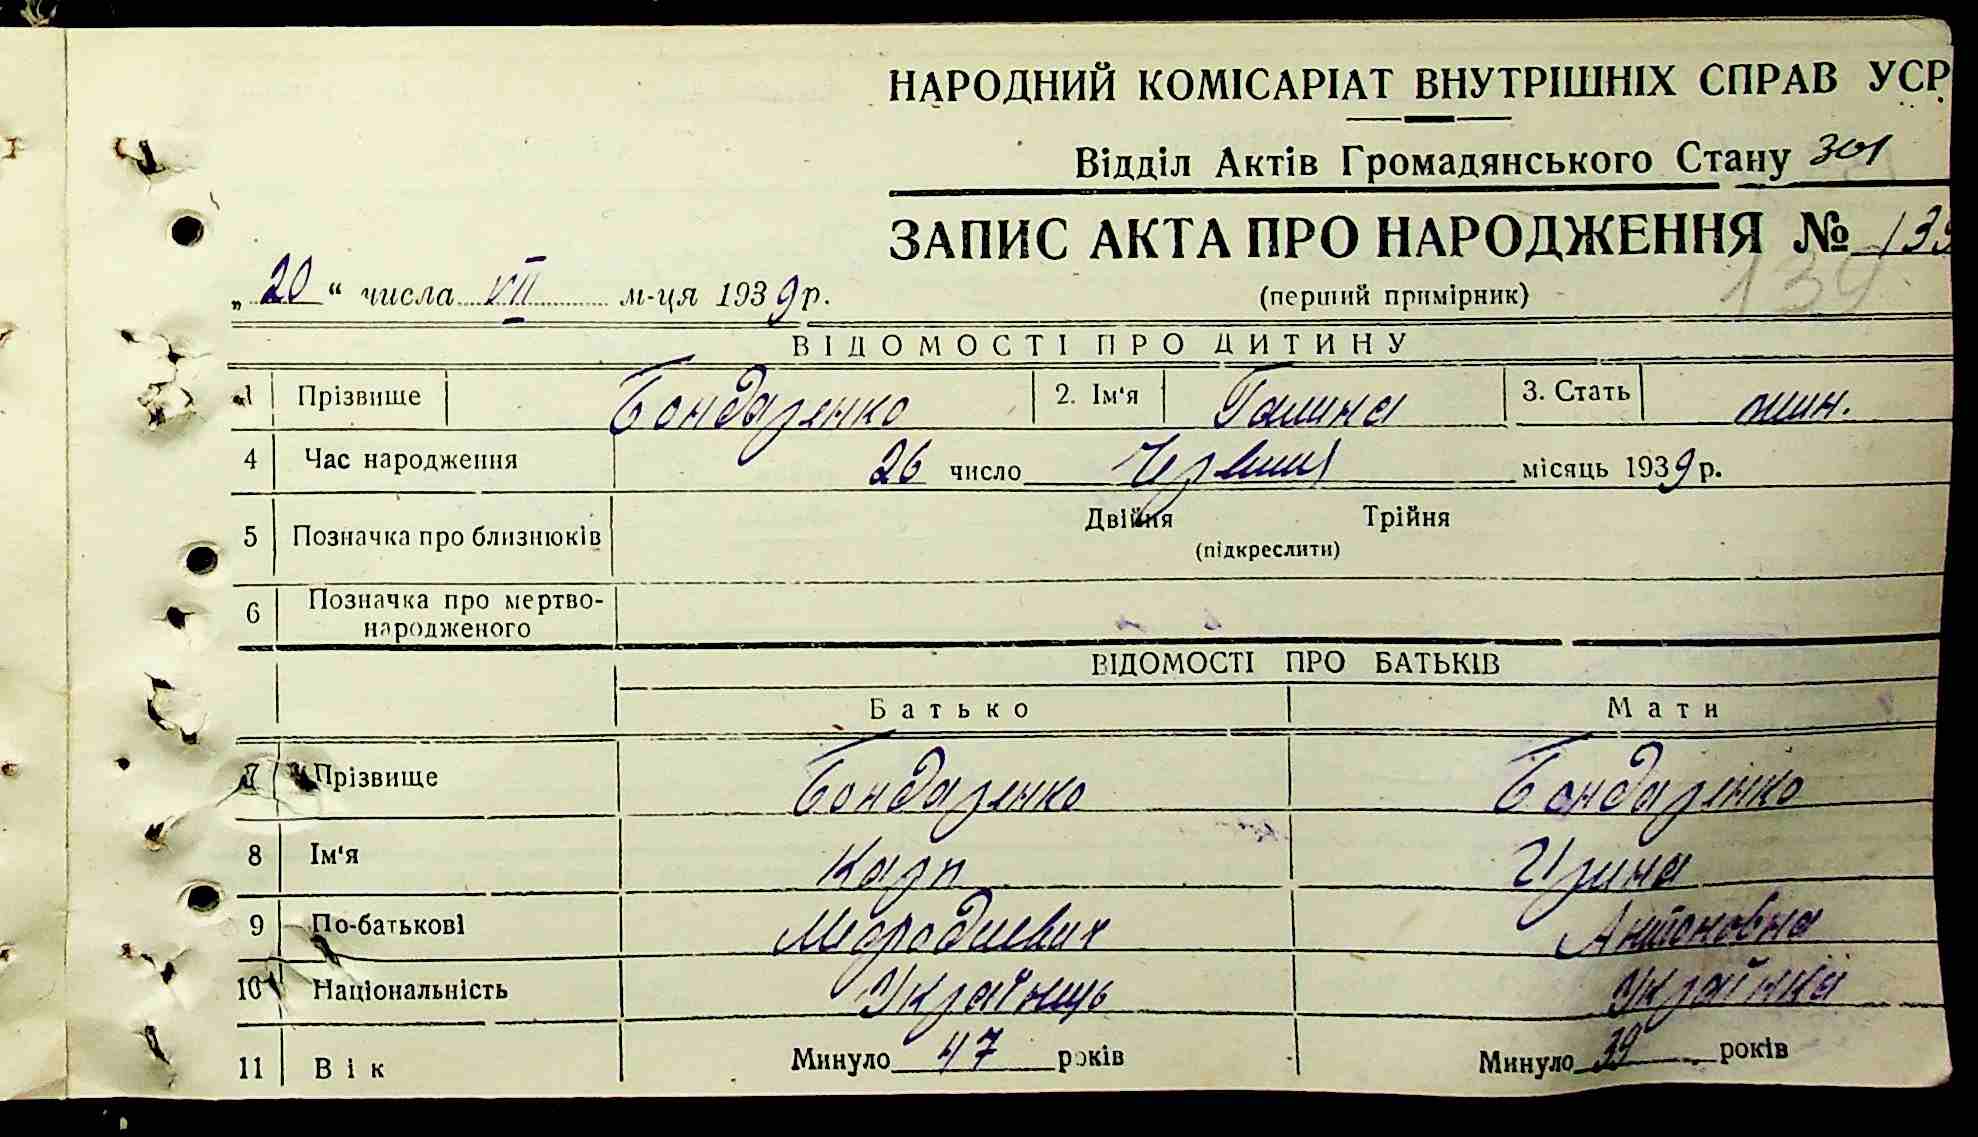 НАРОДНИЙ КОМІСАРІАТ ВНУТРІШНІХ СПРАВ УСР
Відділ Актів Громадянського Стану 301
ЗАПИС АКТА ПРО НАРОДЖЕННЯ № 139
139
„20“ числа VII м-ця 1939 р.
(перший примірник)
ВІДОМОСТІ ПРО ДИТИНУ
1 Прізвище Бондаренко 2. Ім'я Галина 3. Стать
4 Час народження 26 число Червня місяць 1939 р.
5 Позначка про близнюків Двійня Трійня
(підкреслити)
6 Позначка про мертво-
народженого
ВІДОМОСТІ ПРО БАТЬКІВ
Батько Мати
7 Прізвище Бондаренко Бондаренко
8 Ім'я Карп Ирина
9 По-батькові Антоновна
10 Національність Українець Українка
11 Вік Минуло 47 років Минуло 39 років